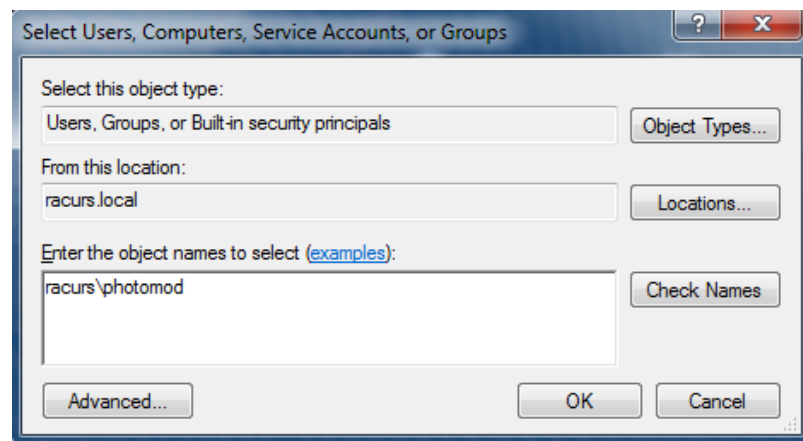 Select Users, Computers, Service Accounts, or Groups
?
X
Select this object type:
Users, Groups, or Built-in security principals
Object Types...
From this location:
racurs.local
Locations...
Enter the object names to select (examples):
racurs\photomod
Check Names
Advanced...
OK
Cancel